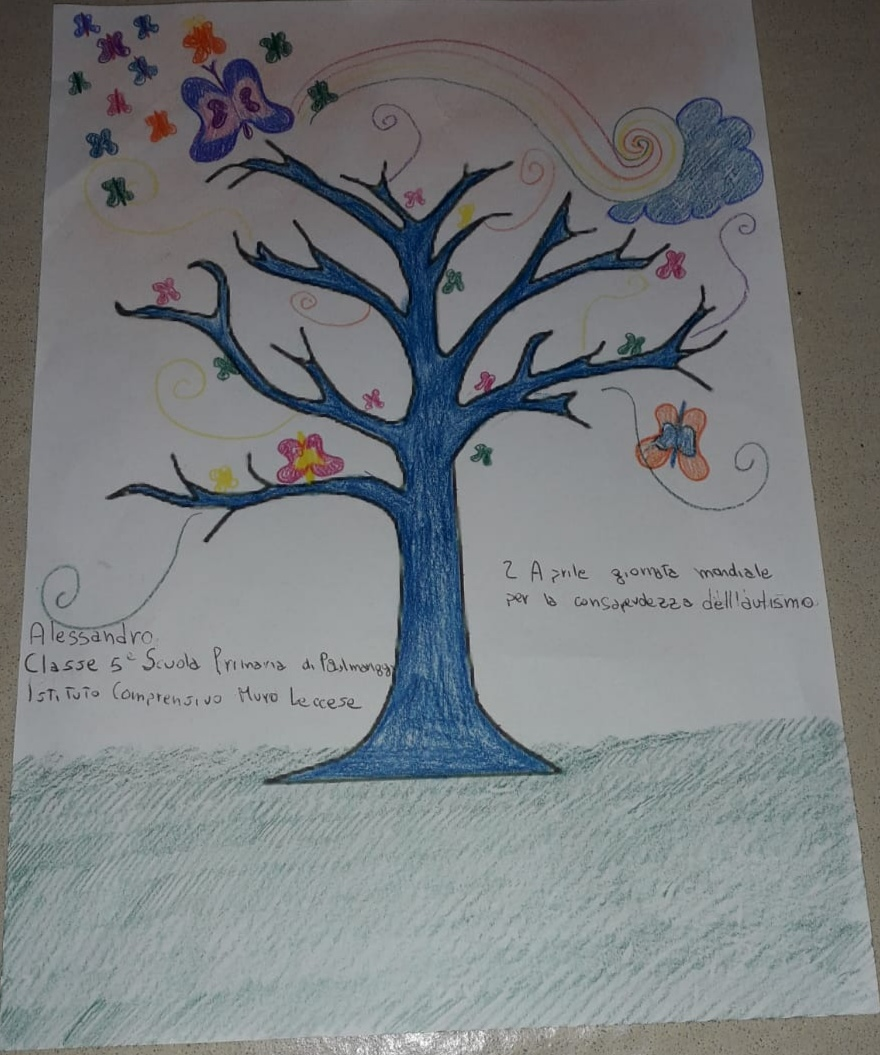 2 Aprile giornata mondiale
per la consapevolezza dell'autismo
Alessandro
Classe 5ª Scuola Primaria di
Istituto Comprensivo Muro Leccese